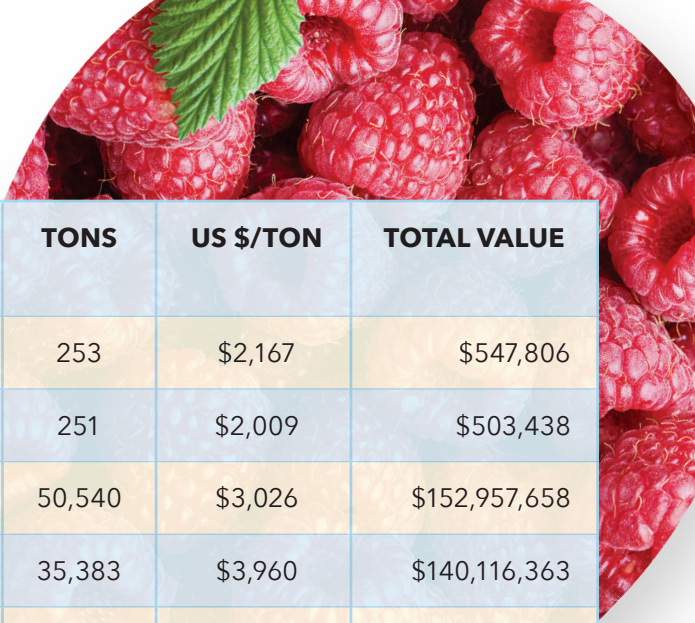 TONS US $/TON TOTAL VALUE
253 $2,167 $547,806
251 $2,009 $503,438
50,540 $3,026 $152,957,658
35,383 $3,960 $140,116,363